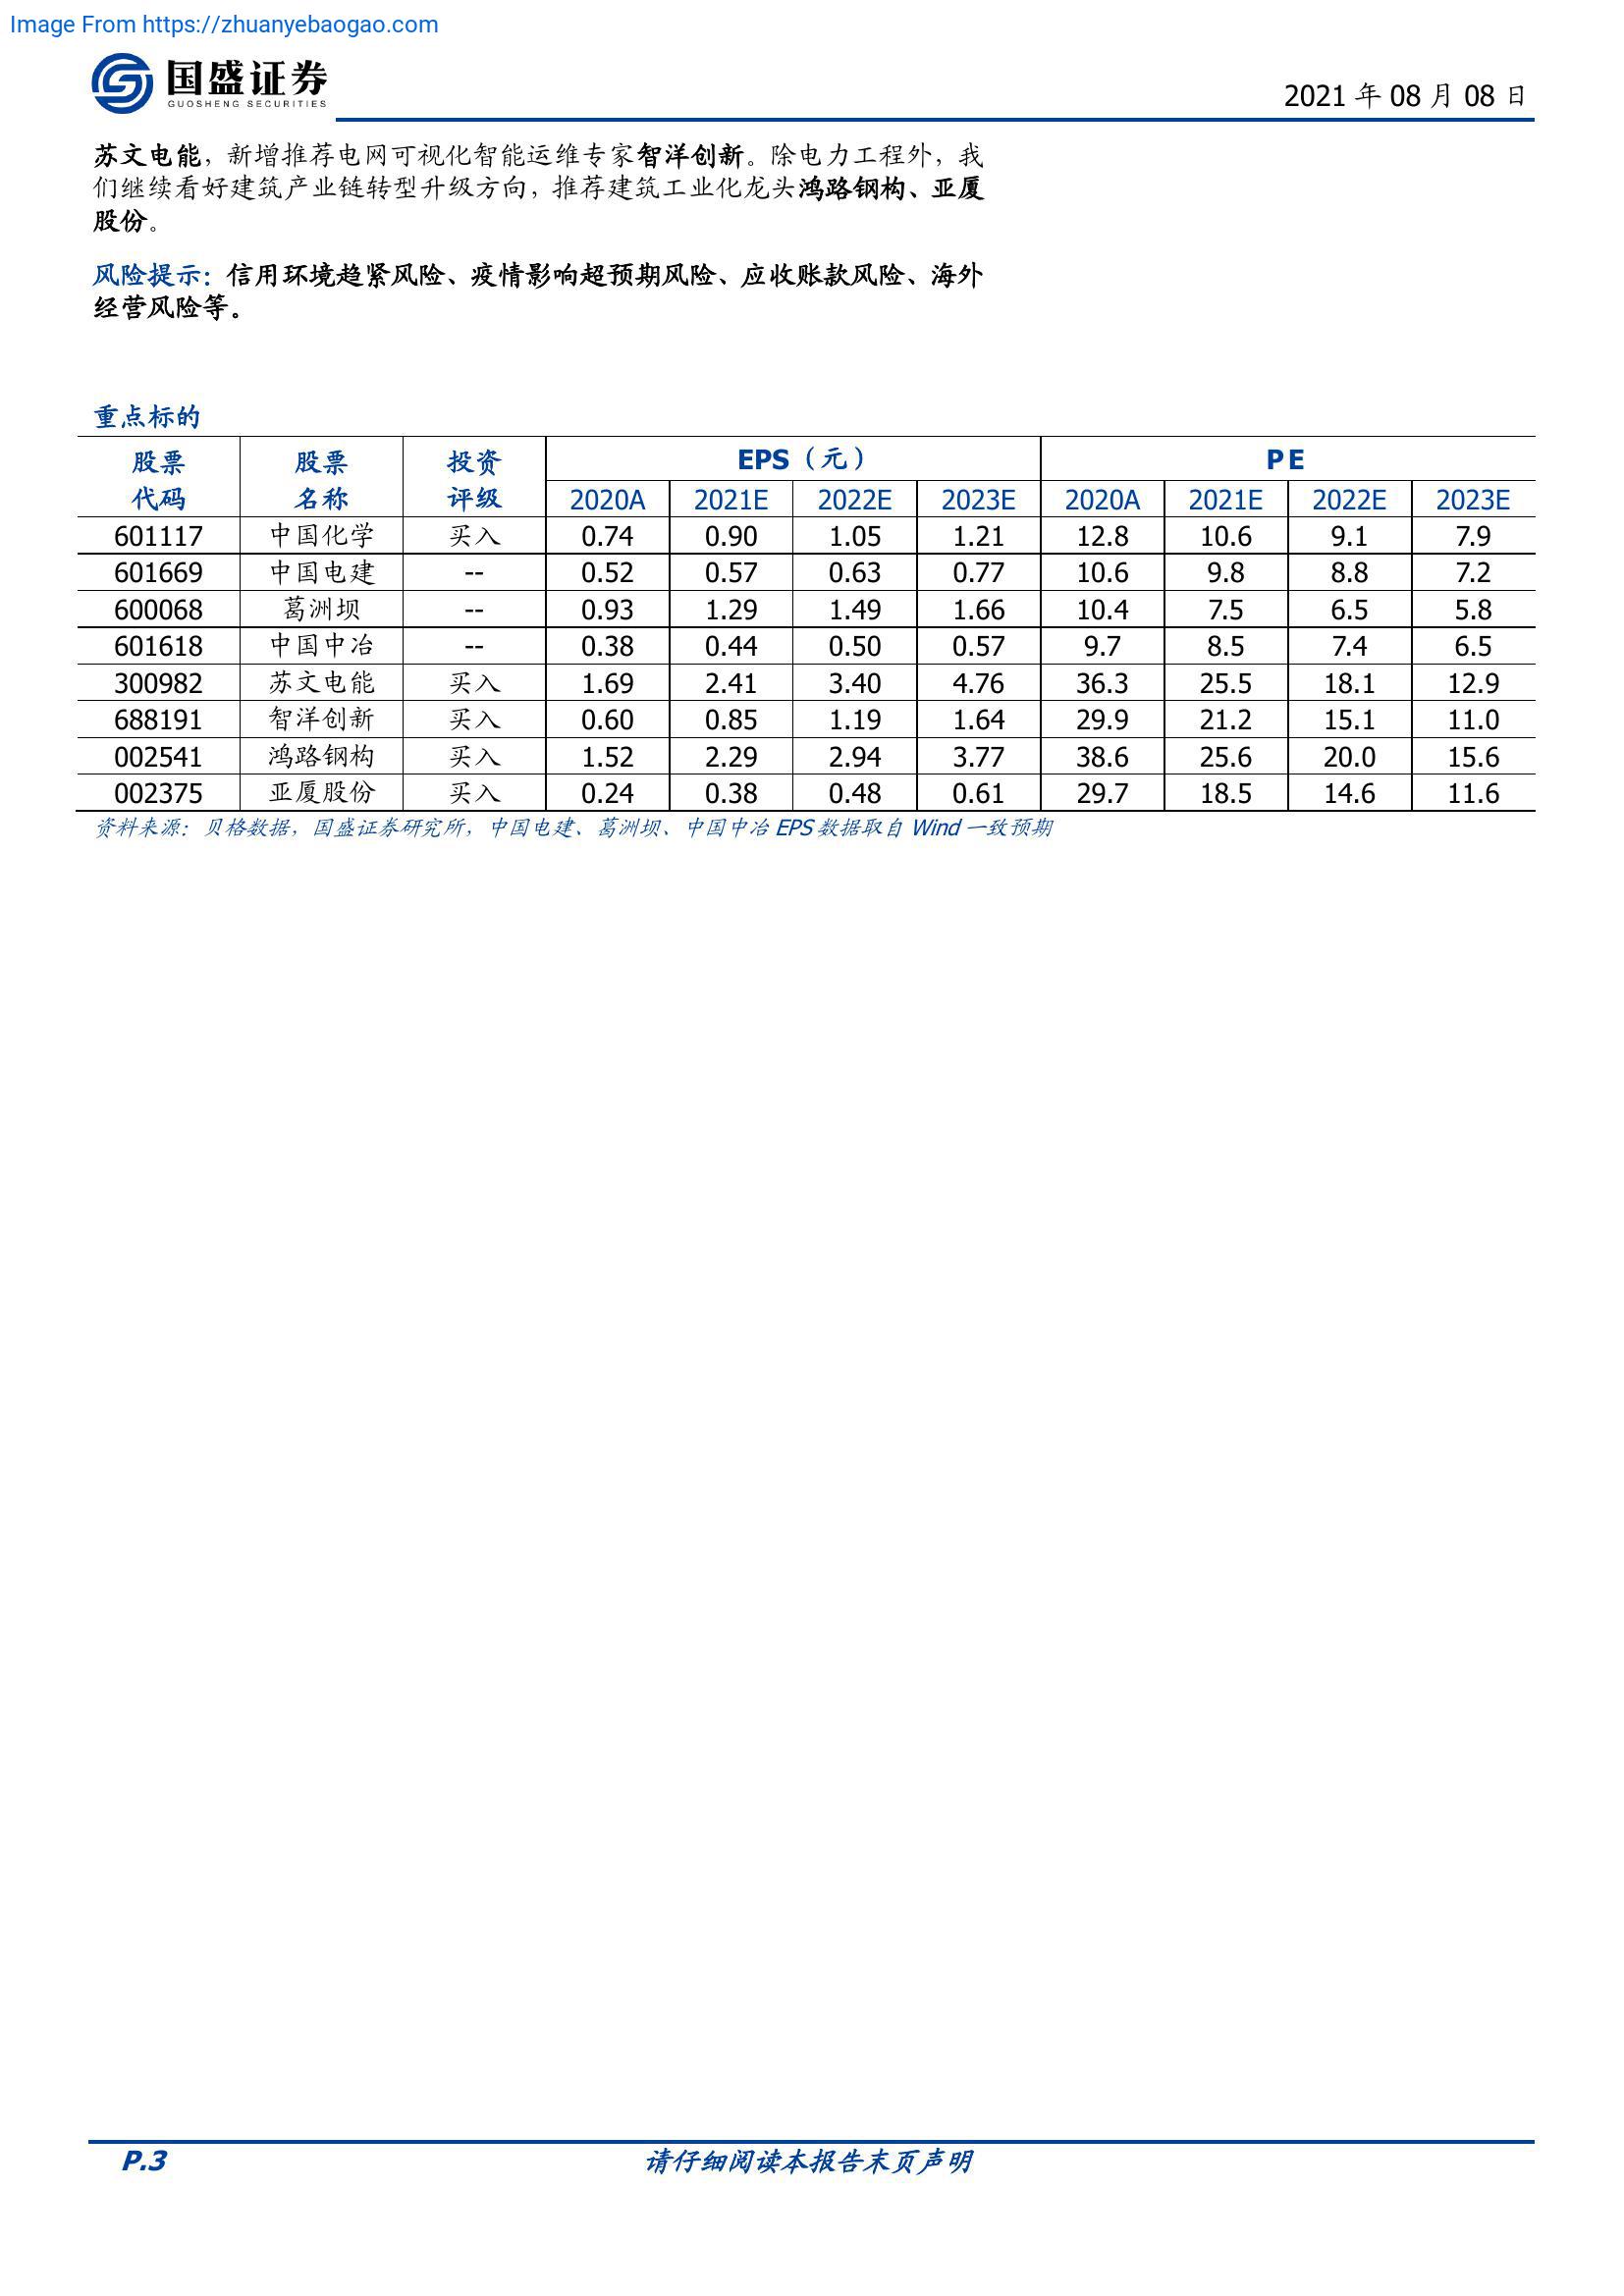 Image From https://zhuanyebaogao.com
国盛证券
GUOSHENG SECURITIES
2021 年 08 月 08 日
苏文电能，新增推荐电网可视化智能运维专家智洋创新。除电力工程外，我
们继续看好建筑产业链转型升级方向，推荐建筑工业化龙头鸿路钢构、亚厦
股份。
风险提示：信用环境趋紧风险、疫情影响超预期风险、应收账款风险、海外
经营风险等。
重点标的
股票 股票 投资 EPS（元） PE
代码 名称 评级 2020A 2021E 2022E 2023E 2020A 2021E 2022E 2023E
601117 中国化学 买入 0.74 0.90 1.05 1.21 12.8 10.6 9.1 7.9
601669 中国电建 -- 0.52 0.57 0.63 0.77 10.6 9.8 8.8 7.2
600068 葛洲坝 -- 0.93 1.29 1.49 1.66 10.4 7.5 6.5 5.8
601618 中国中冶 -- 0.38 0.44 0.50 0.57 9.7 8.5 7.4 6.5
300982 苏文电能 买入 1.69 2.41 3.40 4.76 36.3 25.5 18.1 12.9
688191 智洋创新 买入 0.60 0.85 1.19 1.64 29.9 21.2 15.1 11.0
002541 鸿路钢构 买入 1.52 2.29 2.94 3.77 38.6 25.6 20.0 15.6
002375 亚厦股份 买入 0.24 0.38 0.48 0.61 29.7 18.5 14.6 11.6
资料来源：贝格数据，国盛证券研究所，中国电建、葛洲坝、中国中冶 EPS 数据取自 Wind 一致预期
P.3 请仔细阅读本报告末页声明